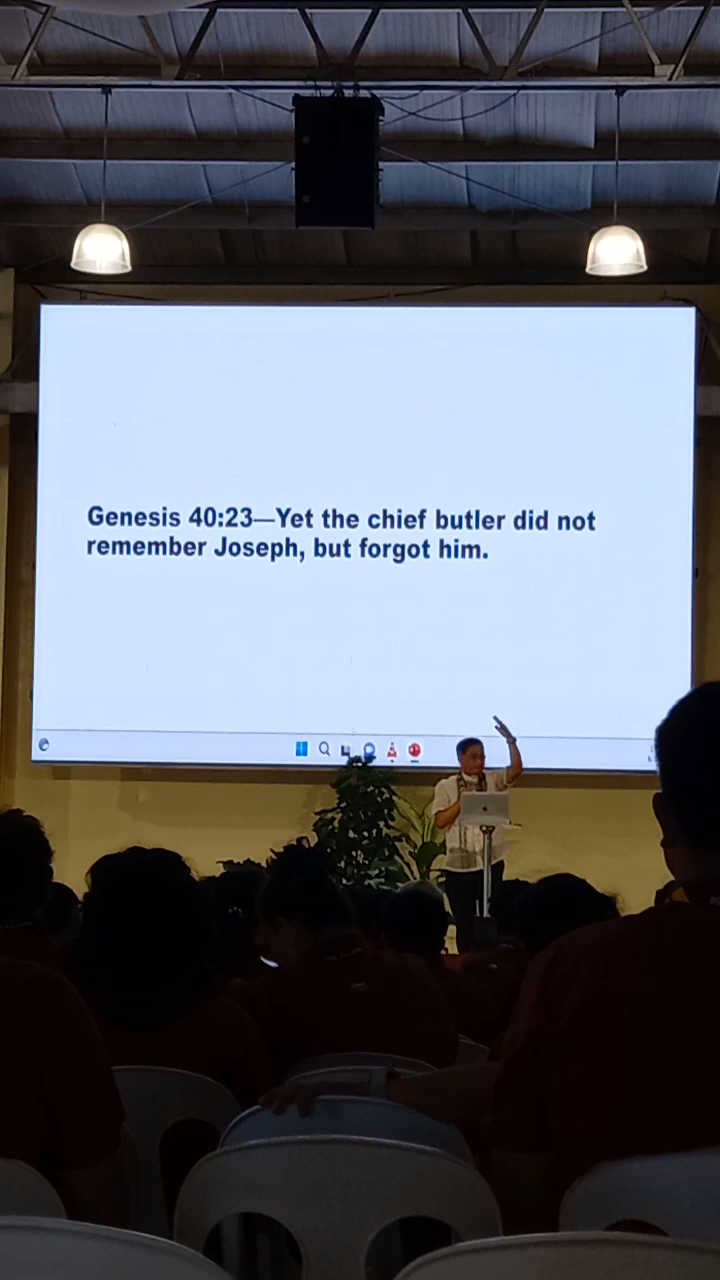 Genesis 40:23—Yet the chief butler did not
remember Joseph, but forgot him.